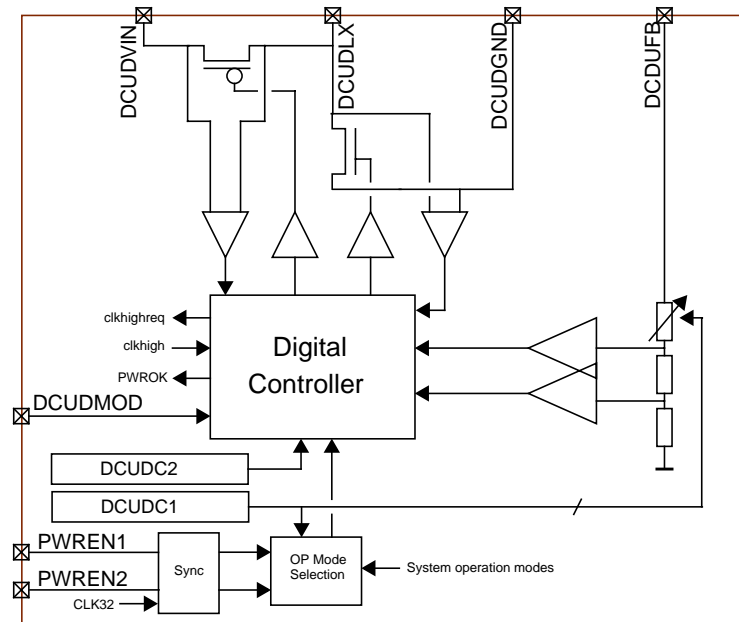 DCUDVIN
DCUDLX
DCUDGND
DCDUFB
clkhighreq
clkhigh
PWROK
DCUDMOD
Digital
Controller
DCUDC2
DCUDC1
PWREN1
PWREN2
CLK32
Sync
OP Mode
Selection
System operation modes